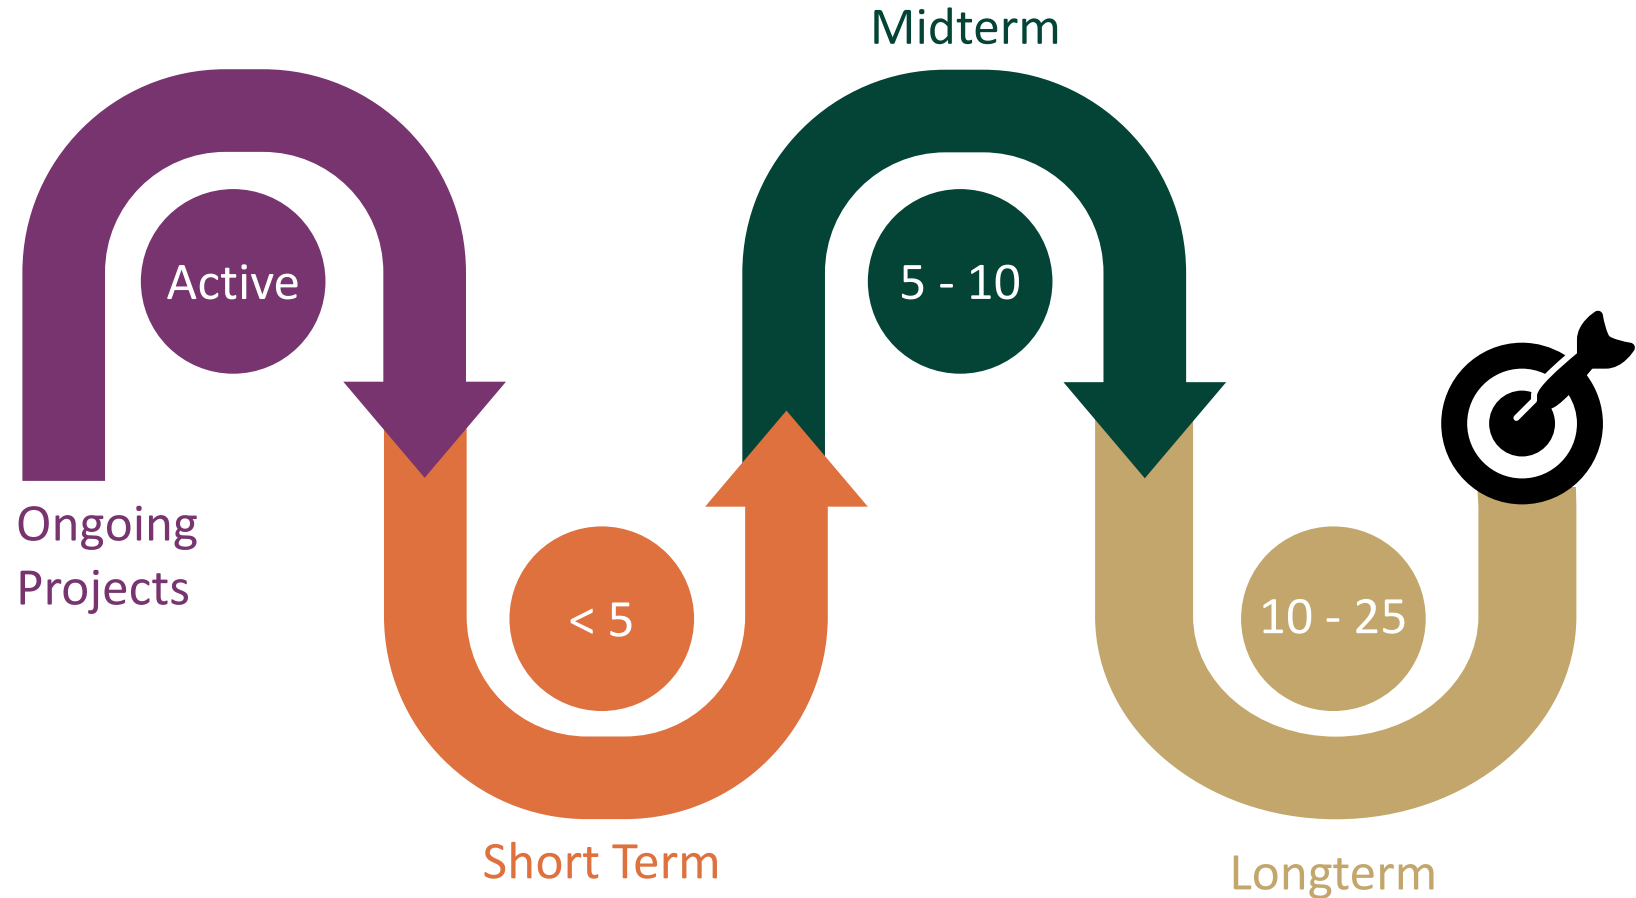 Midterm
Active
5 - 10
Ongoing
Projects
< 5
10 - 25
Short Term
Longterm